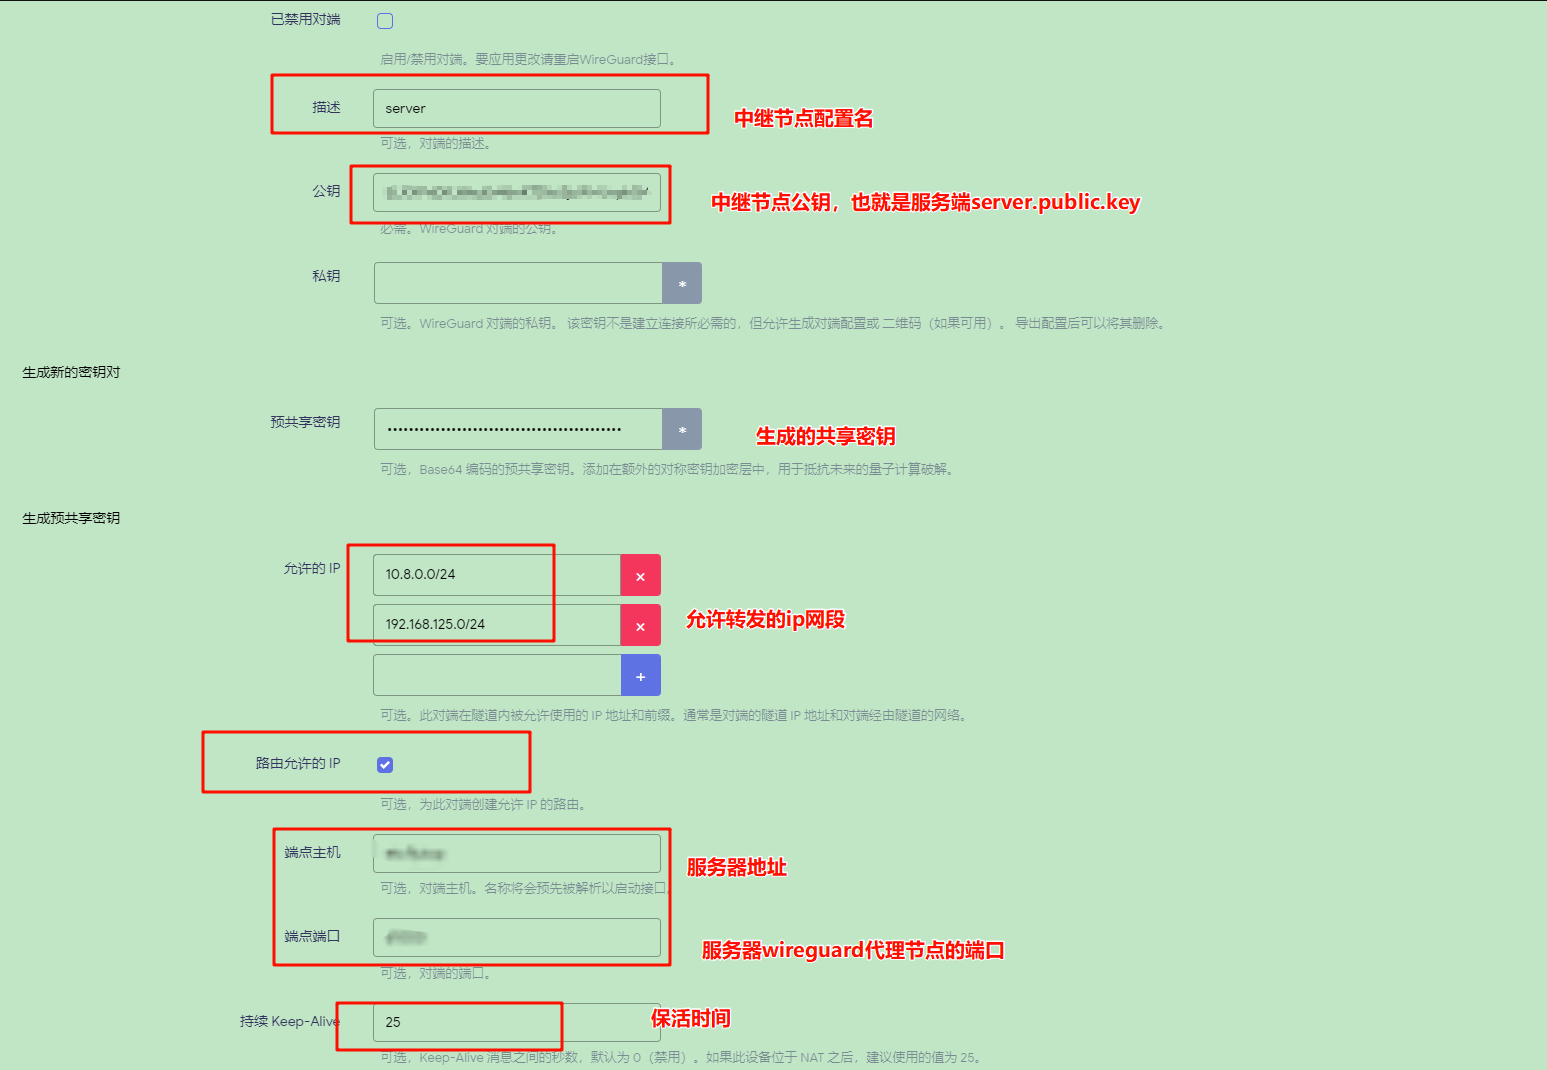 已禁用对端
启用/禁用对端。要应用更改请重启WireGuard接口。
描述
server
中继节点配置名
可选，对端的描述。
公钥
中继节点公钥，也就是服务端server.public.key
必需。WireGuard 对端的公钥。
私钥
*
可选。WireGuard 对端的私钥。 该密钥不是建立连接所必需的，但允许生成对端配置或 二维码（如果可用）。 导出配置后可以将其删除。
生成新的密钥对
预共享密钥
*
生成的共享密钥
可选，Base64 编码的预共享密钥。添加在额外的对称密钥加密层中，用于抵抗未来的量子计算破解。
生成预共享密钥
允许的 IP
10.8.0.0/24
×
192.168.125.0/24
×
允许转发的ip网段
+
可选。此对端在隧道内被允许使用的 IP 地址和前缀。通常是对端的隧道 IP 地址和对端经由隧道的网络。
路由允许的 IP
可选，为此对端创建允许 IP 的路由。
端点主机
服务器地址
可选，对端主机。名称将会预先被解析以启动接口。
端点端口
服务器wireguard代理节点的端口
可选，对端的端口。
持续 Keep-Alive
25
保活时间
可选，Keep-Alive 消息之间的秒数，默认为 0（禁用）。如果此设备位于 NAT 之后，建议使用的值为 25。